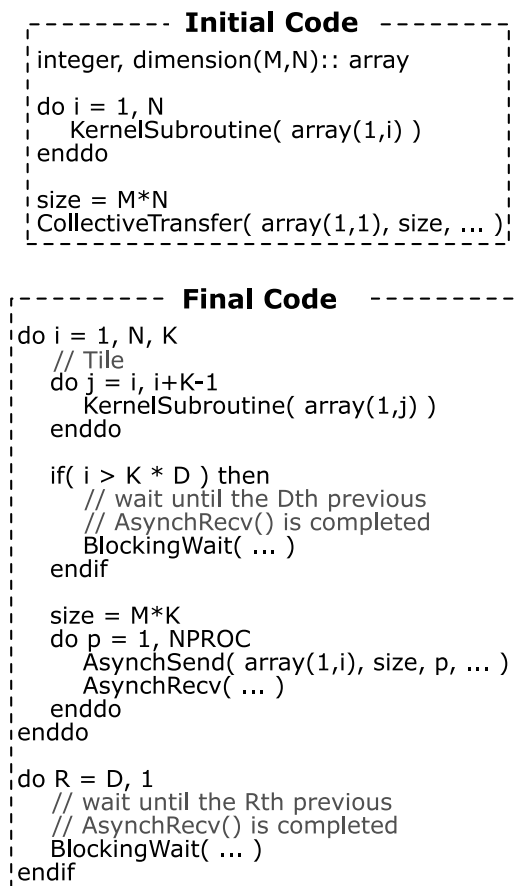 Initial Code
integer, dimension(M,N):: array
do i = 1, N
KernelSubroutine( array(1,i) )
enddo
size = M*N
CollectiveTransfer( array(1,1), size, ... )
Final Code
do i = 1, N, K
// Tile
do j = i, i+K-1
KernelSubroutine( array(1,j) )
enddo
if( i > K * D ) then
// wait until the Dth previous
// AsynchRecv() is completed
BlockingWait( ... )
endif
size = M*K
do p = 1, NPROC
AsynchSend( array(1,i), size, p, ... )
AsynchRecv( ... )
enddo
enddo
do R = D, 1
// wait until the Rth previous
// AsynchRecv() is completed
BlockingWait( ... )
endif